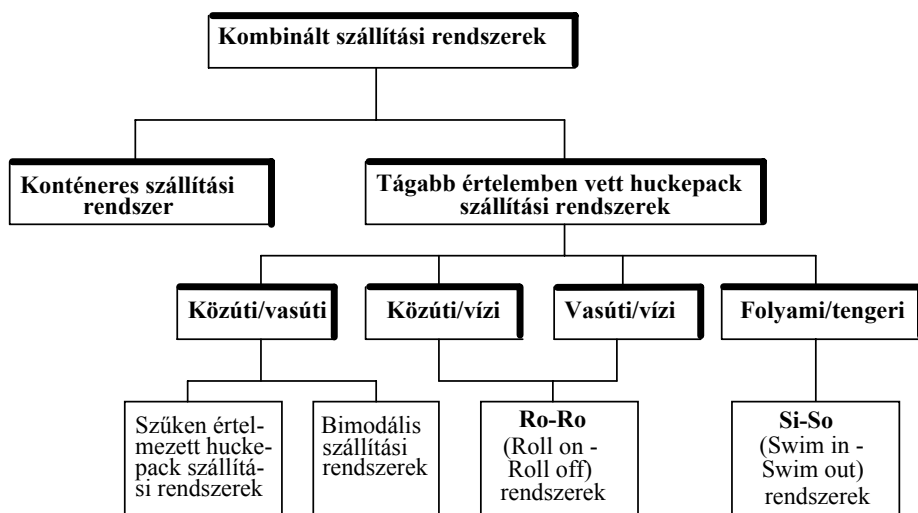 Kombinált szállítási rendszerek
Konténeres szállítási
rendszer
Tágabb értelemben vett huckepack
szállítási rendszerek
Közúti/vasúti
Közúti/vízi
Vasúti/vízi
Folyami/tengeri
Szűken értel-
mezett hucke-
pack szállítá-
si rendszerek
Bimodális
szállítási
rendszerek
Ro-Ro
(Roll on -
Roll off)
rendszerek
Si-So
(Swim in -
Swim out)
rendszerek